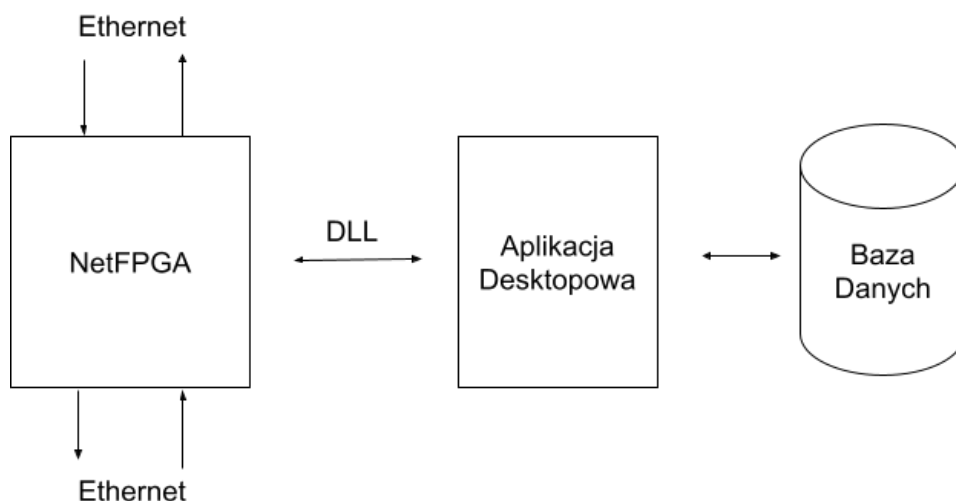 Ethernet
NetFPGA
DLL
Aplikacja
Desktopowa
Baza
Danych
Ethernet